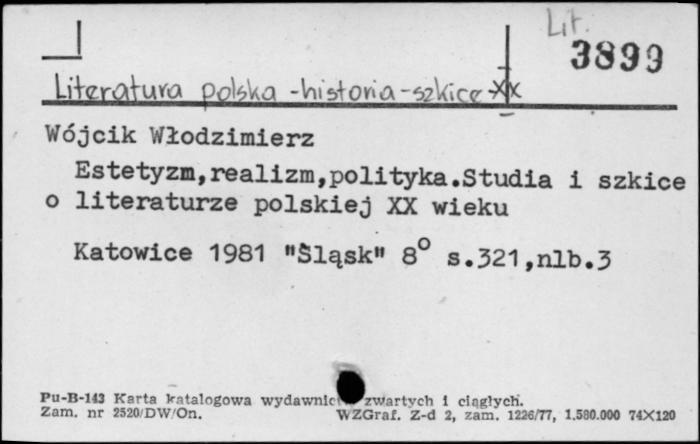 Lit.
3899
Literatura polska - historia - szkice XX
Wójcik Włodzimierz
Estetyzm,realizm,polityka.Studia i szkice
o literaturze polskiej XX wieku
Katowice 1981 "Śląsk" 8° s.321,nlb.3
Pu-B-143 Karta katalogowa zwartych i ciągłych.
Zam. nr 2520/DW/On. WZGraf. Z-d 2, zam. 1226/77, 1,580.000 74X120